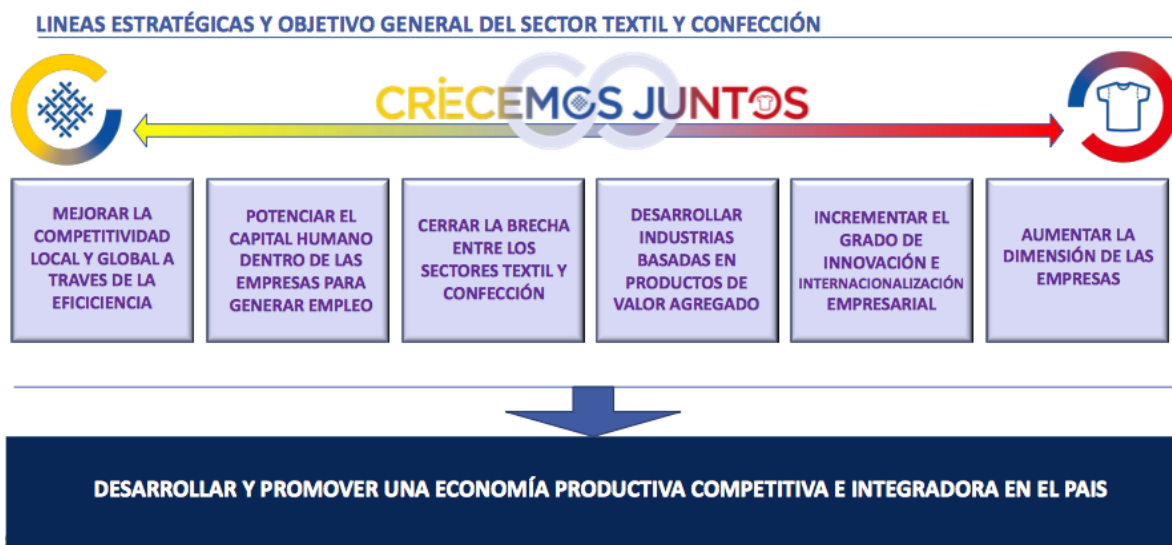 LINEAS ESTRATÉGICAS Y OBJETIVO GENERAL DEL SECTOR TEXTIL Y CONFECCIÓN
CRECEMOS JUNTOS
MEJORAR LA
COMPETITIVIDAD
LOCAL Y GLOBAL A
TRAVES DE LA
EFICICIENCIA
POTENCIAR EL
CAPITAL HUMANO
DENTRO DE LAS
EMPRESAS PARA
GENERAR EMPLEO
CERRAR LA BRECHA
ENTRE LOS
SECTORES TEXTIL Y
CONFECCIÓN
DESARROLLAR
INDUSTRIAS
BASADAS EN
PRODUCTOS DE
VALOR AGREGADO
INCREMENTAR EL
GRADO DE
INNOVACIÓN E
INTERNACIONALIZACIÓN
EMPRESARIAL
AUMENTAR LA
DIMENSIÓN DE LAS
EMPRESAS
DESARROLLAR Y PROMOVER UNA ECONOMÍA PRODUCTIVA COMPETITIVA E INTEGRADORA EN EL PAIS